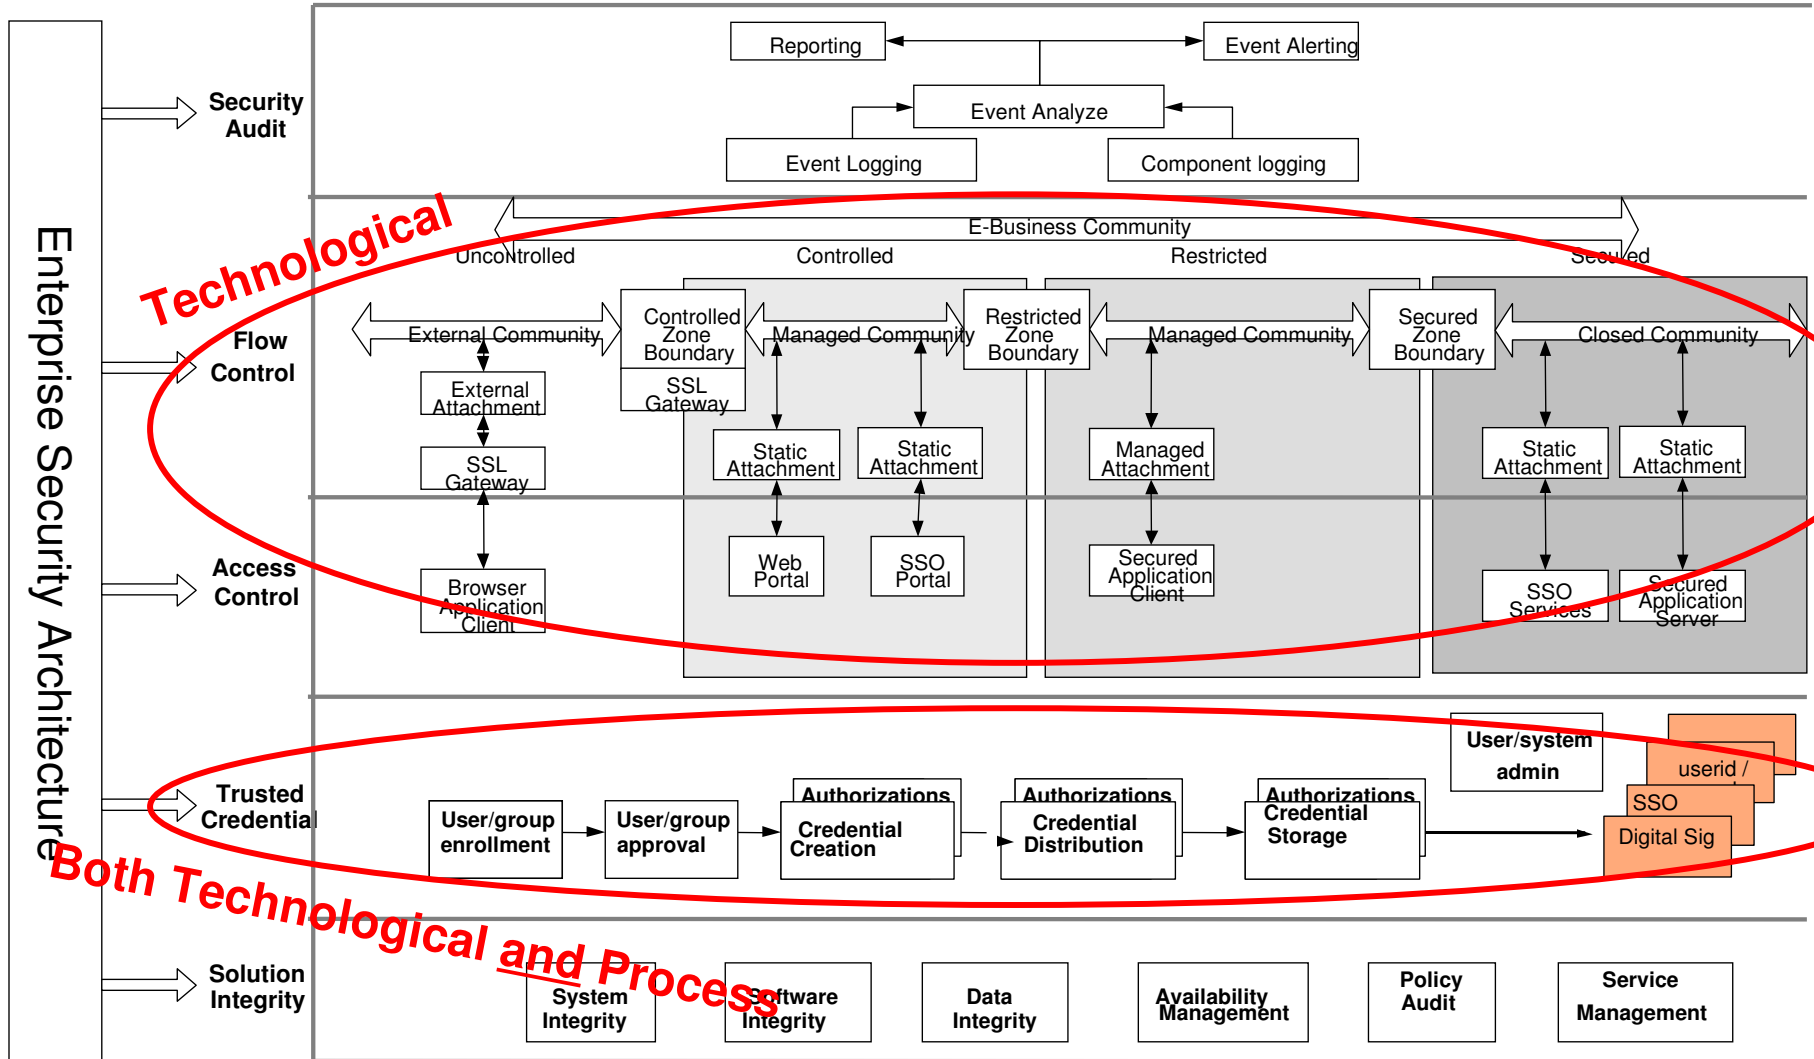 Enterprise Security Architecture
Reporting
Event Alerting
Security
Audit
Event Analyze
Event Logging
Component logging
Technological
E-Business Community
Uncontrolled
Controlled
Restricted
Secured
Flow
Control
External Community
Controlled
Zone
Boundary
SSL
Gateway
Managed Community
Restricted
Zone
Boundary
Managed Community
Secured
Zone
Boundary
Closed Community
External
Attachment
SSL
Gateway
Static
Attachment
Static
Attachment
Managed
Attachment
Static
Attachment
Static
Attachment
Access
Control
Browser
Application
Client
Web
Portal
SSO
Portal
Secured
Application
Client
SSO
Services
Secured
Application
Server
Trusted
Credential
User/group
enrollment
User/group
approval
Authorizations
Credential
Creation
Authorizations
Credential
Distribution
Authorizations
Credential
Storage
User/system
admin
userid /
SSO
Digital Sig
Both Technological and Process
Solution
Integrity
System
Integrity
Software
Integrity
Data
Integrity
Availability
Management
Policy
Audit
Service
Management